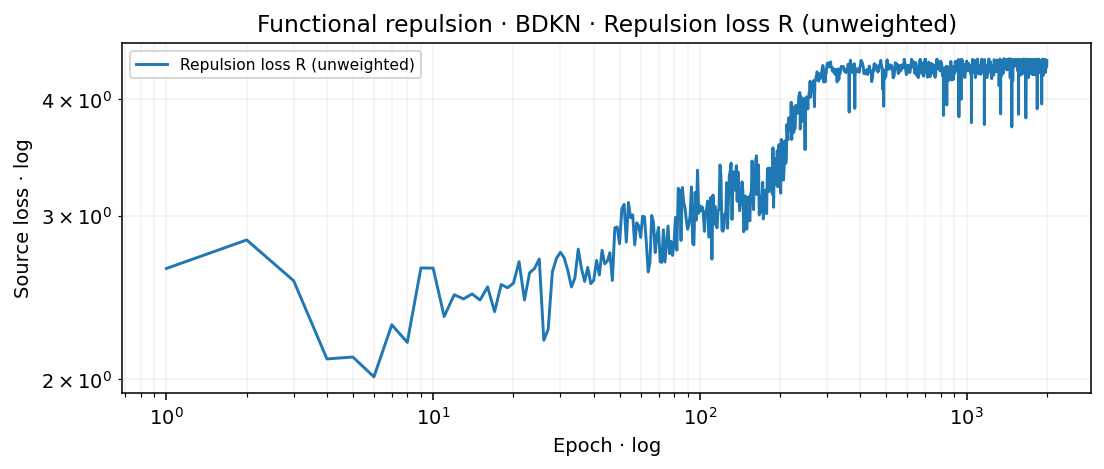 Functional repulsion · BDKN · Repulsion loss R (unweighted)
Repulsion loss R (unweighted)
Source loss · log
4 × 10⁰
3 × 10⁰
2 × 10⁰
10⁰ 10¹ 10² 10³
Epoch · log